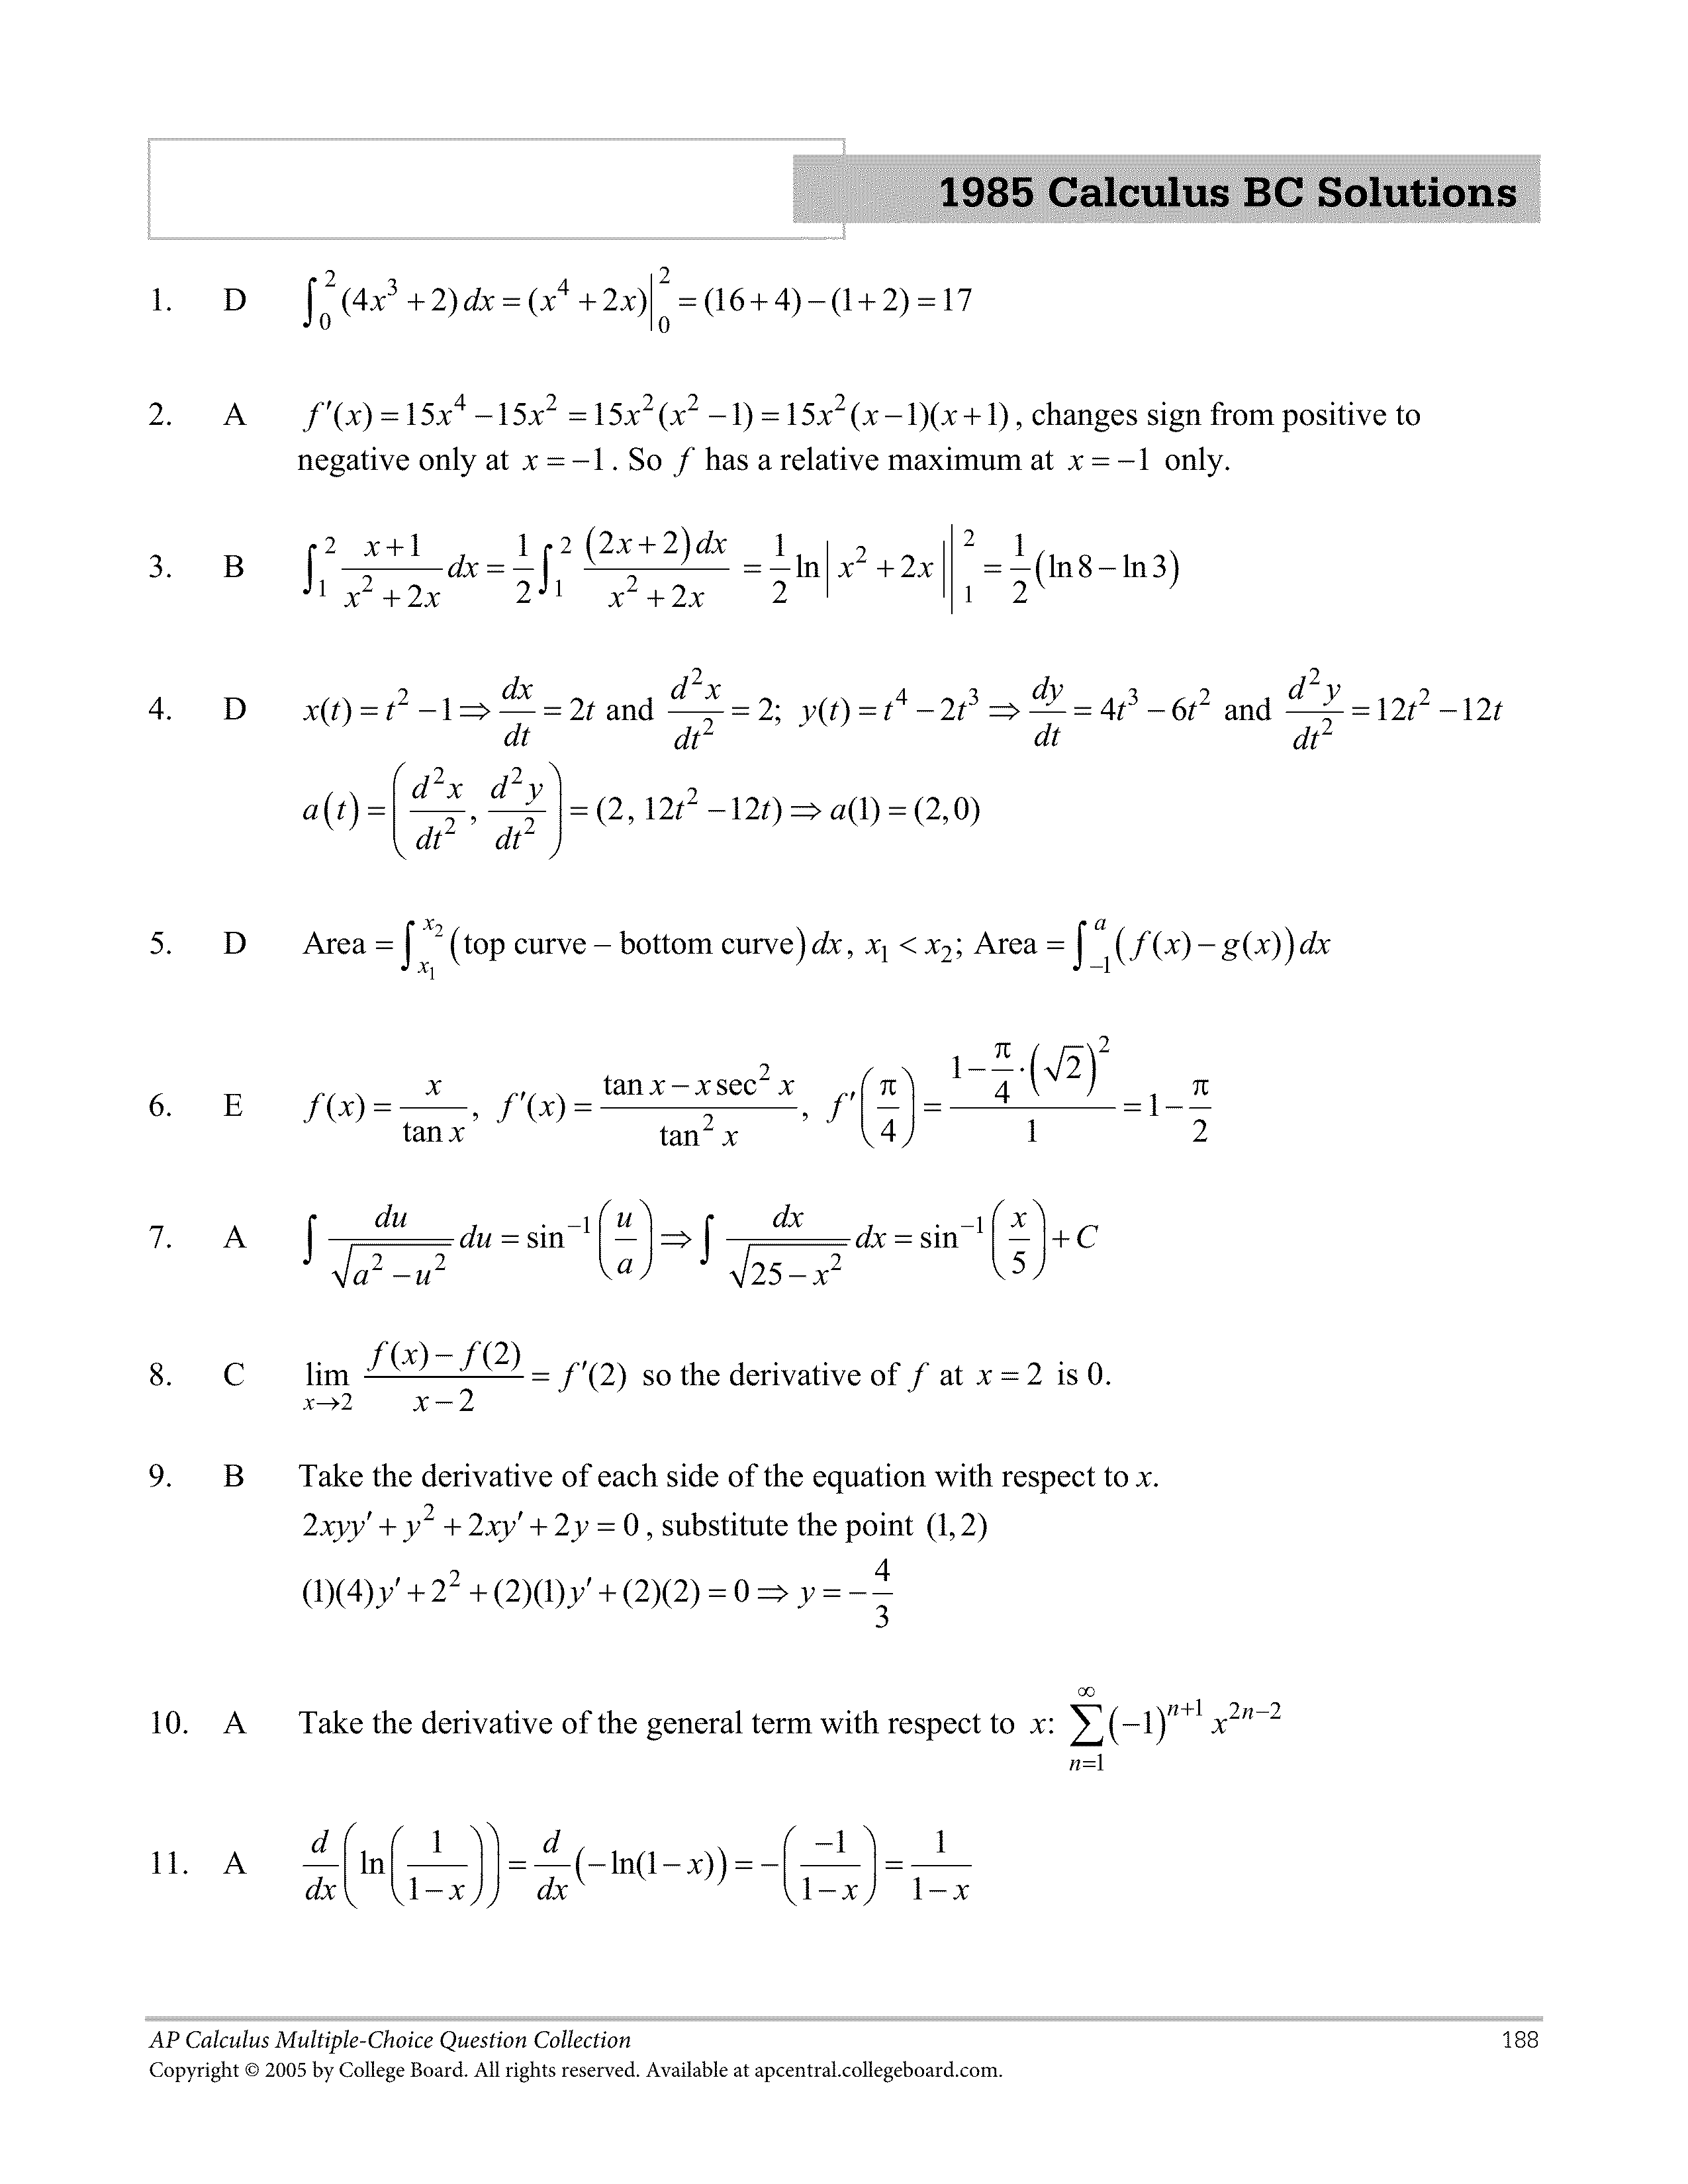 1985 Calculus BC Solutions
1. D $\int_0^2 (4x^3+2)\,dx = (x^4+2x)\Big|_0^2 = (16+4)-(1+2) = 17$
2. A $f'(x) = 15x^4-15x^2 = 15x^2(x^2-1) = 15x^2(x-1)(x+1)$, changes sign from positive to
negative only at $x=-1$. So $f$ has a relative maximum at $x=-1$ only.
3. B $\int_1^2 \frac{x+1}{x^2+2x}dx = \frac{1}{2}\int_1^2 \frac{(2x+2)\,dx}{x^2+2x} = \frac{1}{2}\ln\left|x^2+2x\right|\Big|_1^2 = \frac{1}{2}(\ln 8-\ln 3)$
4. D $x(t)=t^2-1 \Rightarrow \frac{dx}{dt}=2t$ and $\frac{d^2x}{dt^2}=2;$ $y(t)=t^4-2t^3 \Rightarrow \frac{dy}{dt}=4t^3-6t^2$ and $\frac{d^2y}{dt^2}=12t^2-12t$
$a(t)=\left(\frac{d^2x}{dt^2},\frac{d^2y}{dt^2}\right)=(2,12t^2-12t) \Rightarrow a(1)=(2,0)$
5. D Area $=\int_{x_1}^{x_2}(\text{top curve}-\text{bottom curve})\,dx$, $x_1<x_2$; Area $=\int_{-1}^{a}(f(x)-g(x))\,dx$
6. E $f(x)=\frac{x}{\tan x}$, $f'(x)=\frac{\tan x-x\sec^2 x}{\tan^2 x}$, $f'\left(\frac{\pi}{4}\right)=\frac{1-\frac{\pi}{4}\cdot(\sqrt{2})^2}{1}=1-\frac{\pi}{2}$
7. A $\int\frac{du}{\sqrt{a^2-u^2}}du=\sin^{-1}\left(\frac{u}{a}\right) \Rightarrow \int\frac{dx}{\sqrt{25-x^2}}dx=\sin^{-1}\left(\frac{x}{5}\right)+C$
8. C $\lim_{x\to 2}\frac{f(x)-f(2)}{x-2}=f'(2)$ so the derivative of $f$ at $x=2$ is 0.
9. B Take the derivative of each side of the equation with respect to $x$.
$2xyy'+y^2+2xy'+2y=0$, substitute the point $(1,2)$
$(1)(4)y'+2^2+(2)(1)y'+(2)(2)=0 \Rightarrow y=-\frac{4}{3}$
10. A Take the derivative of the general term with respect to $x$: $\sum_{n=1}^{\infty}(-1)^{n+1}x^{2n-2}$
11. A $\frac{d}{dx}\left(\ln\left(\frac{1}{1-x}\right)\right)=\frac{d}{dx}(-\ln(1-x))=-\left(\frac{-1}{1-x}\right)=\frac{1}{1-x}$
AP Calculus Multiple-Choice Question Collection 188
Copyright © 2005 by College Board. All rights reserved. Available at apcentral.collegeboard.com.